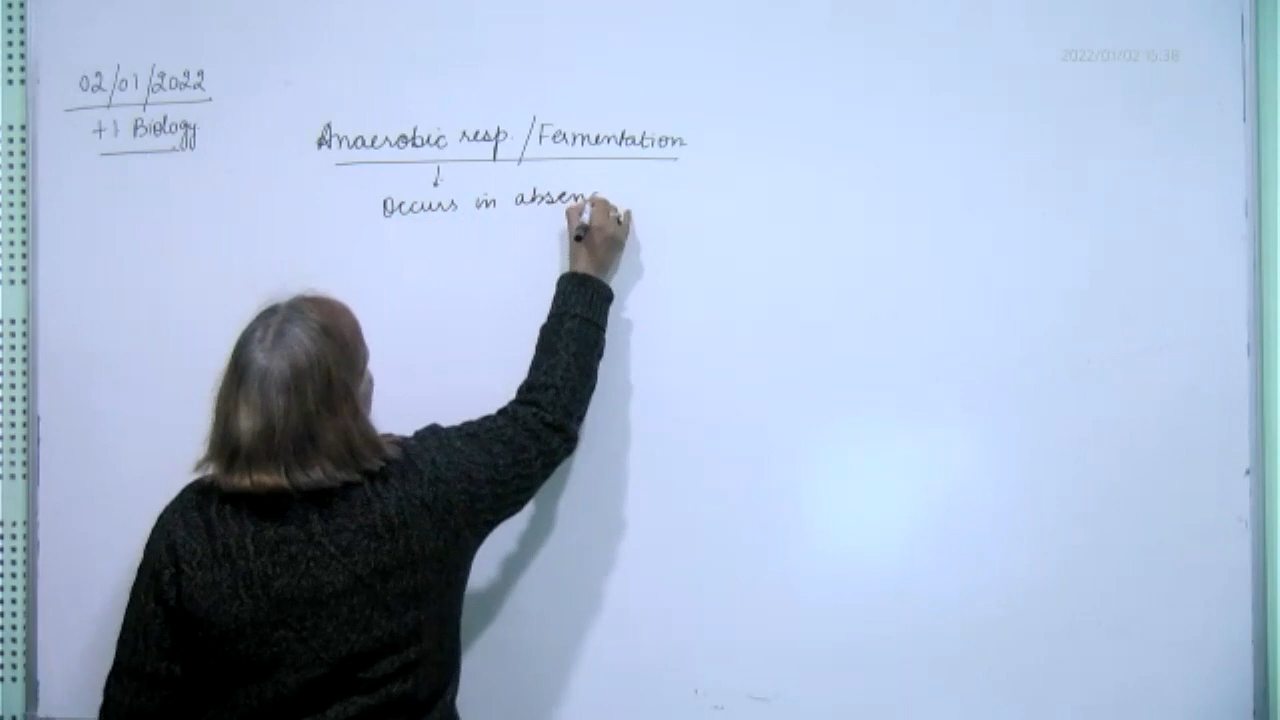 2022/01/02 15:38
02/01/2022
+1 Biology
Anaerobic resp. / Fermentation
↓
Occurs in absen